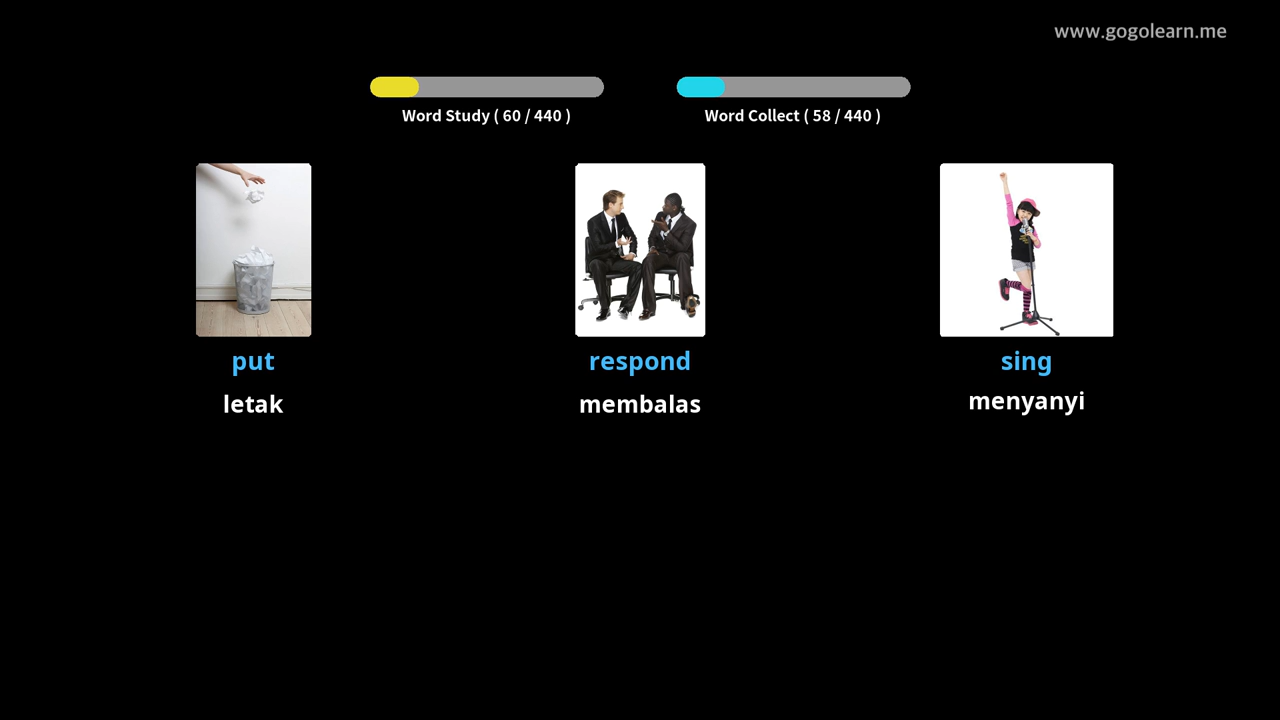 www.gogolearn.me
Word Study ( 60 / 440 )
Word Collect ( 58 / 440 )
put
respond
sing
letak
membalas
menyanyi